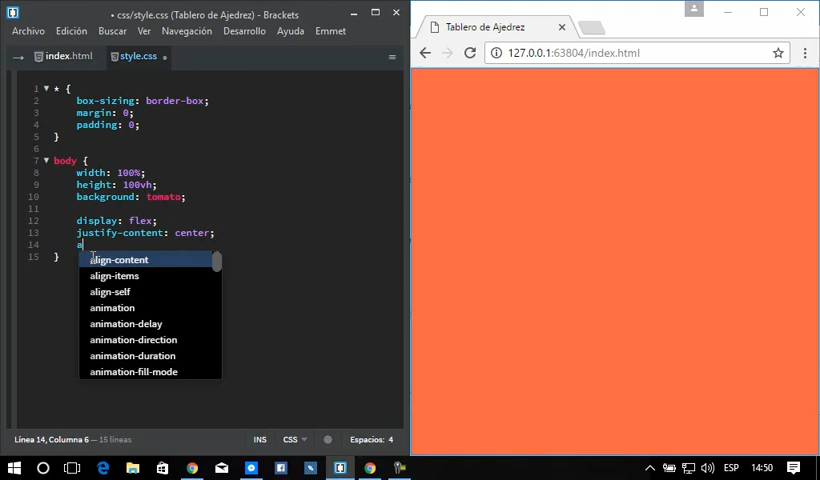 • css/style.css (Tablero de Ajedrez) - Brackets
Archivo Edición Buscar Ver Navegación Desarrollo Ayuda Emmet
index.html style.css •
1 * {
2 box-sizing: border-box;
3 margin: 0;
4 padding: 0;
5 }
6
7 body {
8 width: 100%;
9 height: 100vh;
10 background: tomato;
11
12 display: flex;
13 justify-content: center;
14 a
15 }
align-content
align-items
align-self
animation
animation-delay
animation-direction
animation-duration
animation-fill-mode
Línea 14, Columna 6 — 15 líneas INS CSS Espacios: 4
Tablero de Ajedrez
127.0.0.1:63804/index.html
ESP 14:50